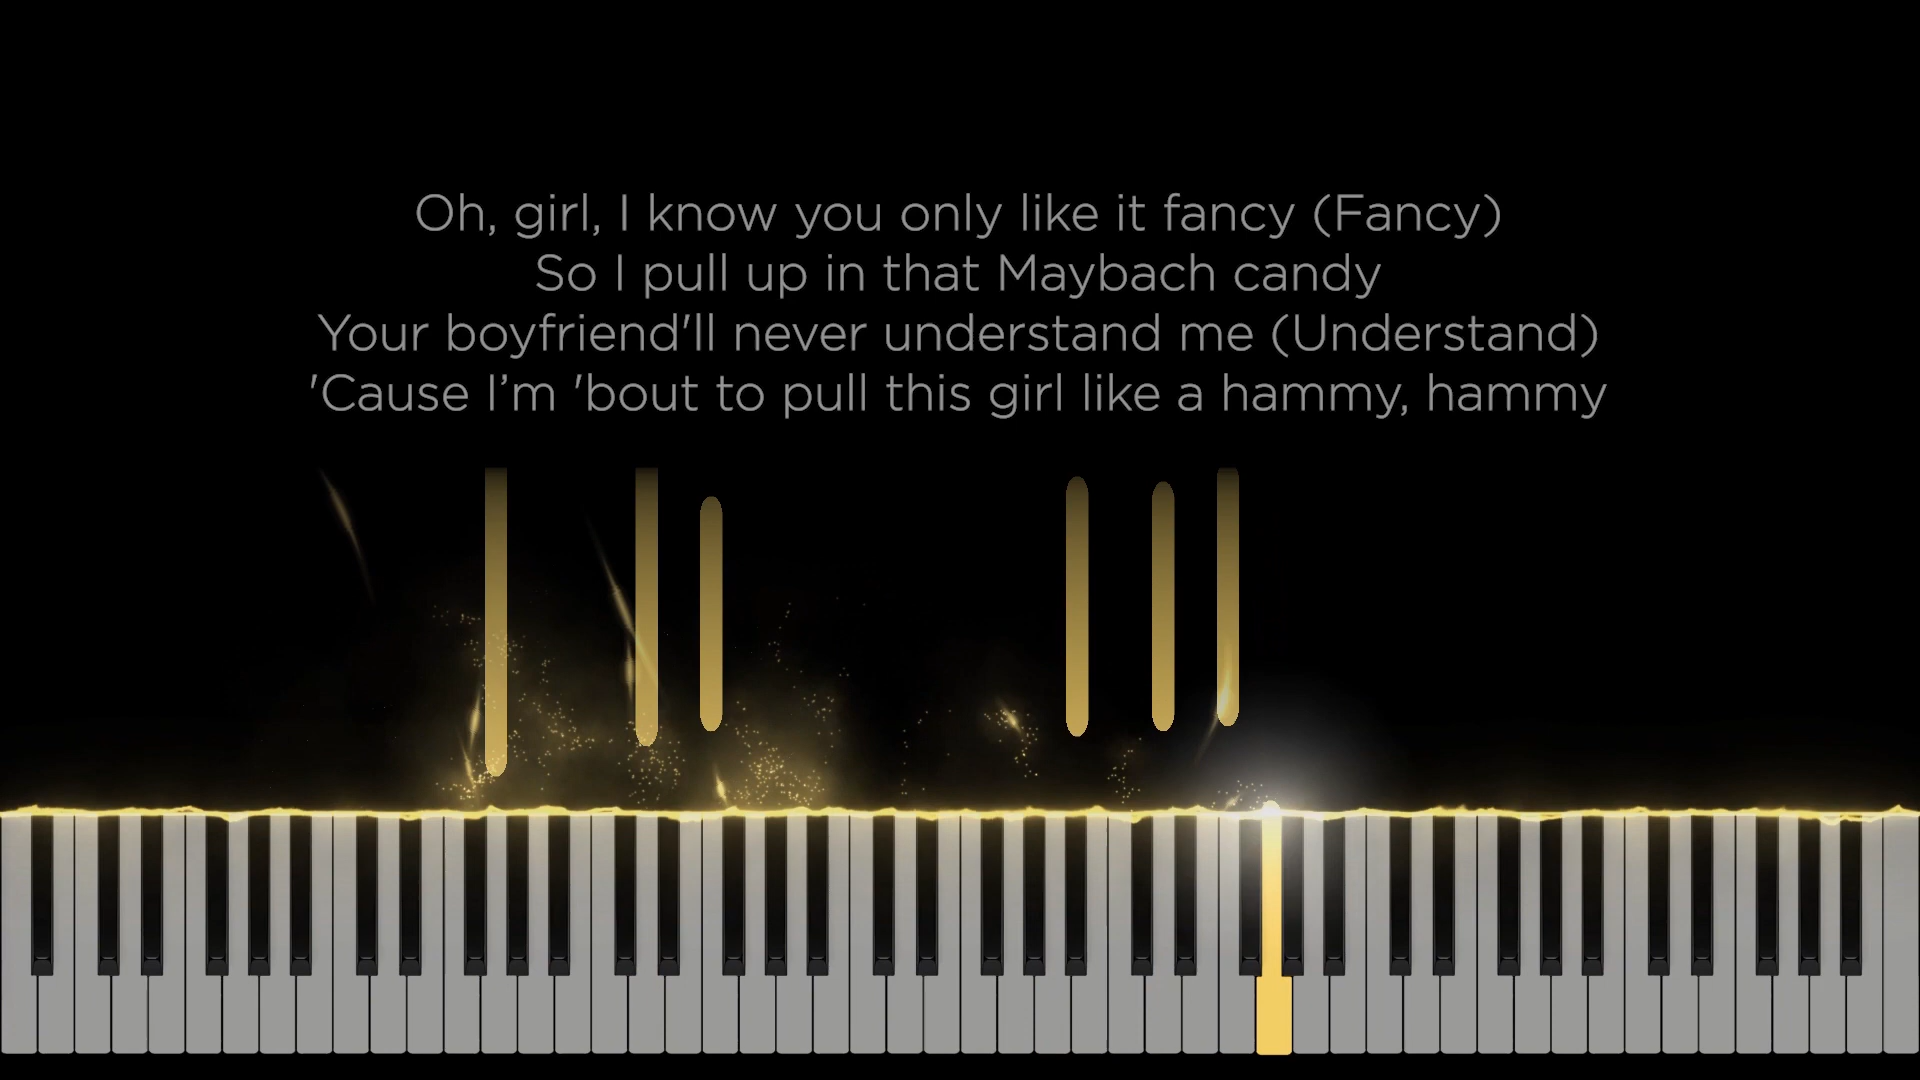 Oh, girl, I know you only like it fancy (Fancy)
So I pull up in that Maybach candy
Your boyfriend'll never understand me (Understand)
'Cause I’m 'bout to pull this girl like a hammy, hammy